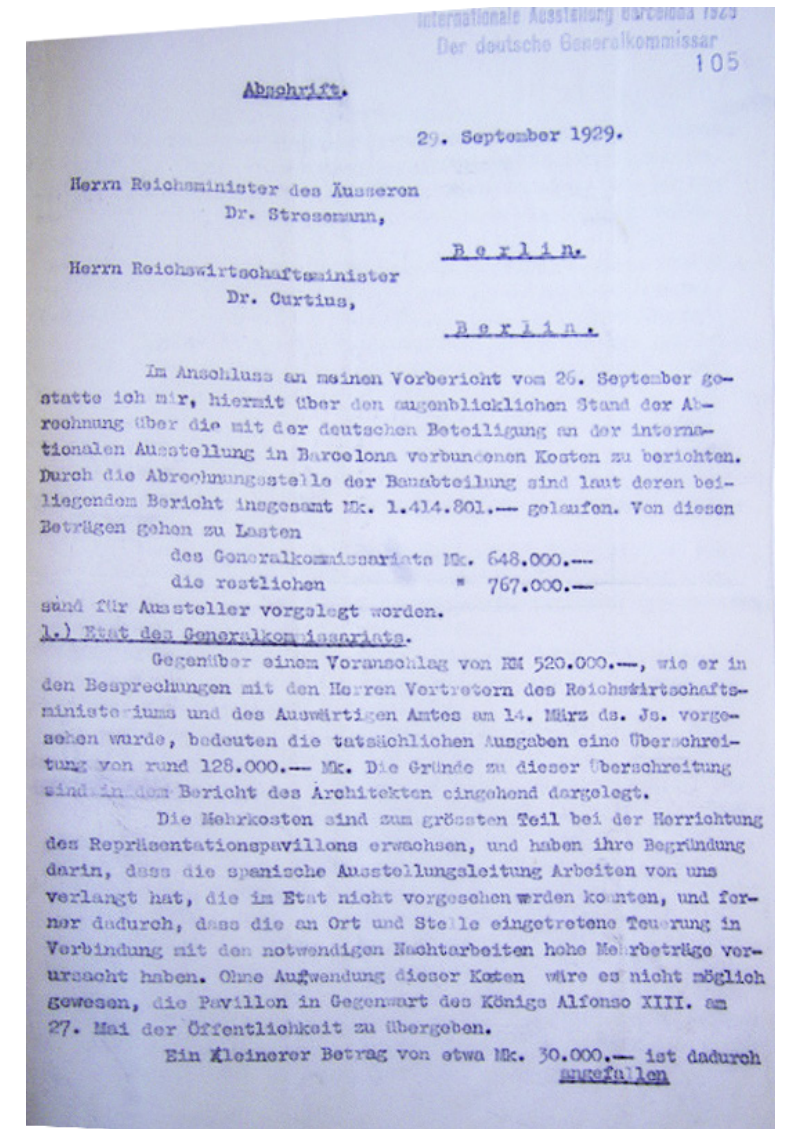 Internationale Ausstellung Barcelona 1929
Der deutsche Generalkommissar
105
Abschrift.
29. September 1929.
Herrn Reichsminister des Äusseren
Dr. Stresemann,
Berlin.
Herrn Reichswirtschaftsminister
Dr. Curtius,
Berlin.
Im Anschluss an meinen Vorbericht vom 26. September ge-
statte ich mir, hiermit über den augenblicklichen Stand der Ab-
rechnung über die mit der deutschen Beteiligung an der interna-
tionalen Ausstellung in Barcelona verbundenen Kosten zu berichten.
Durch die Abrechnungsstelle der Bauabteilung sind laut deren bei-
liegendem Bericht insgesamt Mk. 1.414.801.-- gelaufen. Von diesen
Beträgen gehen zu Lasten
des Generalkommissariats Mk. 648.000.--
die restlichen " 767.000.--
sind für Aussteller vorgelegt worden.
1.) Etat des Generalkommissariats.
Gegenüber einem Voranschlag von RM 520.000.--, wie er in
den Besprechungen mit den Herren Vertretern des Reichswirtschafts-
ministeriums und des Auswärtigen Amtes am 14. März ds. Js. vorge-
sehen wurde, bedeuten die tatsächlichen Ausgaben eine Überschrei-
tung von rund 128.000.-- Mk. Die Gründe zu dieser Überschreitung
sind in dem Bericht des Architekten eingehend dargelegt.
Die Mehrkosten sind zum grössten Teil bei der Herrichtung
des Repräsentationspavillons erwachsen, und haben ihre Begründung
darin, dass die spanische Ausstellungsleitung Arbeiten von uns
verlangt hat, die im Etat nicht vorgesehen werden konnten, und fer-
ner dadurch, dass die an Ort und Stelle eingetretene Teuerung in
Verbindung mit den notwendigen Nachtarbeiten hohe Mehrbeträge ver-
ursacht haben. Ohne Aufwendung dieser Kosten wäre es nicht möglich
gewesen, die Pavillon in Gegenwart des Königs Alfonso XIII. am
27. Mai der Öffentlichkeit zu übergeben.
Ein kleinerer Betrag von etwa Mk. 30.000.-- ist dadurch
angefallen